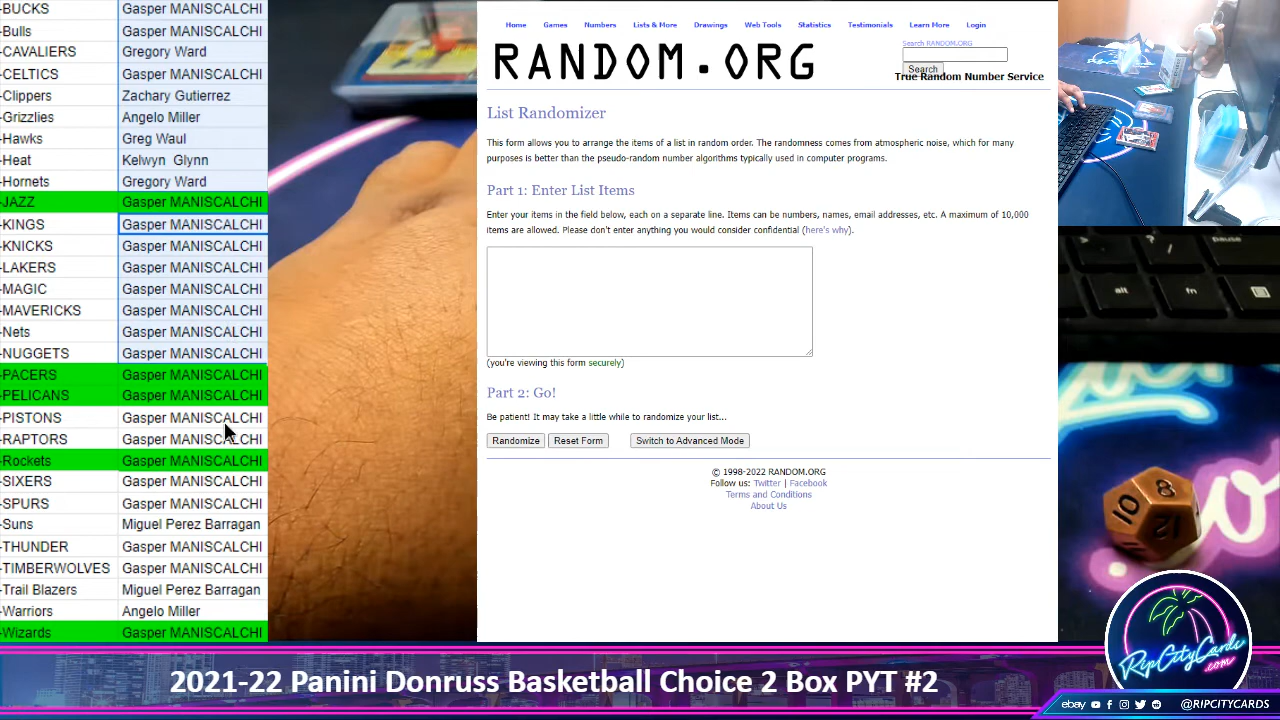 -BUCKS Gasper MANISCALCHI
-Bulls Gasper MANISCALCHI
-CAVALIERS Gregory Ward
-CELTICS Gasper MANISCALCHI
-Clippers Zachary Gutierrez
-Grizzlies Angelo Miller
-Hawks Greg Waul
-Heat Kelwyn Glynn
-Hornets Gregory Ward
-JAZZ Gasper MANISCALCHI
-KINGS Gasper MANISCALCHI
-KNICKS Gasper MANISCALCHI
-LAKERS Gasper MANISCALCHI
-MAGIC Gasper MANISCALCHI
-MAVERICKS Gasper MANISCALCHI
-Nets Gasper MANISCALCHI
-NUGGETS Gasper MANISCALCHI
-PACERS Gasper MANISCALCHI
-PELICANS Gasper MANISCALCHI
-PISTONS Gasper MANISCALCHI
-RAPTORS Gasper MANISCALCHI
-Rockets Gasper MANISCALCHI
-SIXERS Gasper MANISCALCHI
-SPURS Gasper MANISCALCHI
-Suns Miguel Perez Barragan
-THUNDER Gasper MANISCALCHI
-TIMBERWOLVES Gasper MANISCALCHI
-Trail Blazers Miguel Perez Barragan
-Warriors Angelo Miller
-Wizards Gasper MANISCALCHI
Home Games Numbers Lists & More Drawings Web Tools Statistics Testimonials Learn More Login
RANDOM.ORG
Search RANDOM.ORG
Search
True Random Number Service
List Randomizer
This form allows you to arrange the items of a list in random order. The randomness comes from atmospheric noise, which for many
purposes is better than the pseudo-random number algorithms typically used in computer programs.
Part 1: Enter List Items
Enter your items in the field below, each on a separate line. Items can be numbers, names, email addresses, etc. A maximum of 10,000
items are allowed. Please don't enter anything you would consider confidential (here's why).
(you're viewing this form securely)
Part 2: Go!
Be patient! It may take a little while to randomize your list...
Randomize Reset Form Switch to Advanced Mode
© 1998-2022 RANDOM.ORG
Follow us: Twitter | Facebook
Terms and Conditions
About Us
Pause
10
8
12
RipCityCards
.com
2021-22 Panini Donruss Basketball Choice 2 Box PYT #2
ebay @RIPCITYCARDS